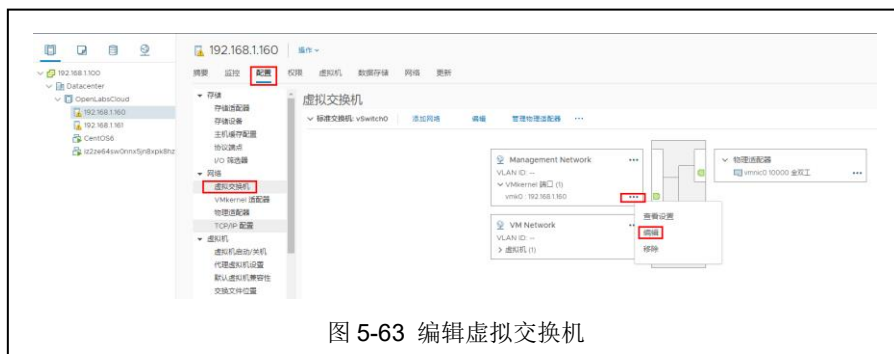 192.168.1.160 操作
摘要 监控 配置 权限 虚拟机 数据存储 网络 更新
192.168.1.100
Datacenter
OpenLabsCloud
192.168.1.160
192.168.1.161
CentOS6
存储
存储适配器
存储设备
主机缓存配置
协议端点
I/O 筛选器
网络
虚拟交换机
VMkernel 适配器
物理适配器
TCP/IP 配置
虚拟机
虚拟机启动/关机
代理虚拟机设置
默认虚拟机兼容性
交换文件位置
虚拟交换机
标准交换机: vSwitch0 添加网络 编辑 管理物理适配器 ···
Management Network ···
VLAN ID: --
VMkernel 端口 (1)
vmk0 : 192.168.1.160 ···
VM Network
VLAN ID: --
虚拟机 (1)
物理适配器
vmnic0 10000 全双工 ···
查看设置
编辑
移除
图 5-63 编辑虚拟交换机